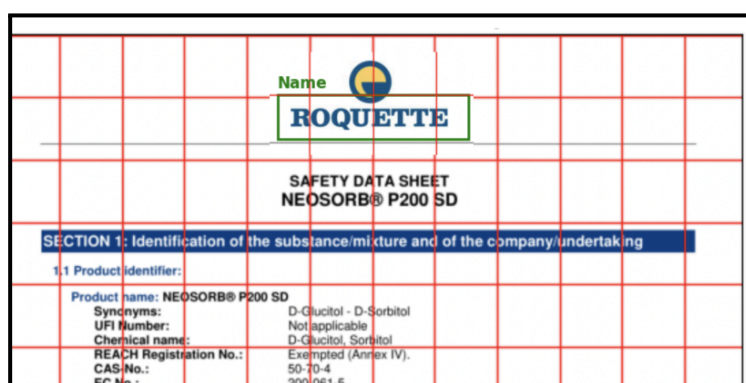 Name
ROQUETTE
SAFETY DATA SHEET
NEOSORB® P200 SD
SECTION 1: Identification of the substance/mixture and of the company/undertaking
1.1 Product identifier:
Product name: NEOSORB® P200 SD
Synonyms: D-Glucitol - D-Sorbitol
UFI Number: Not applicable
Chemical name: D-Glucitol, Sorbitol
REACH Registration No.: Exempted (Annex IV).
CAS-No.: 50-70-4